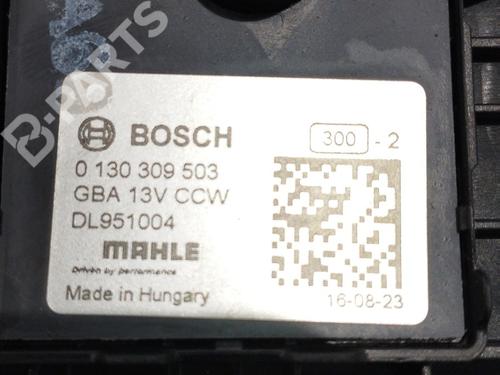 B-PARTS
BOSCH
300 - 2
0 130 309 503
GBA 13V CCW
DL951004
MAHLE
Driven by performance
Made in Hungary
16-08-23